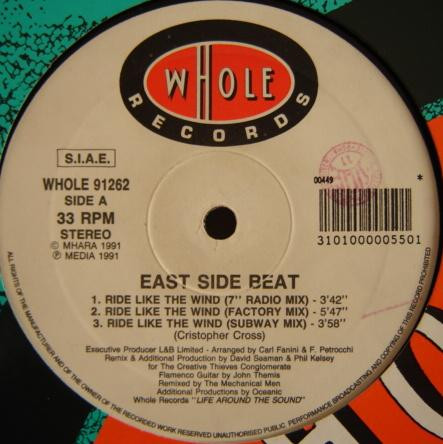 WHOLE
RECORDS
S.I.A.E.
WHOLE 91262
SIDE A
33 RPM
STEREO
© MHARA 1991
℗ MEDIA 1991
00449
*
3101000005501
EAST SIDE BEAT
1. RIDE LIKE THE WIND (7" RADIO MIX) - 3'42"
2. RIDE LIKE THE WIND (FACTORY MIX) - 5'47"
3. RIDE LIKE THE WIND (SUBWAY MIX) - 3'58"
(Cristopher Cross)
Executive Producer L&B Limited - Arranged by Carl Fanini & F. Petrocchi
Remix & Additional Production by David Seaman & Phil Kelsey
for The Creative Thieves Conglomerate
Flamenco Guitar by John Themis
Remixed by The Mechanical Men
Additional Productions by Oceanic
Whole Records "LIFE AROUND THE SOUND"
ALL RIGHTS OF THE MANUFACTURER AND OF THE OWNER OF THE RECORDED WORK RESERVED UNAUTHORISED PUBLIC PERFORMANCE BROADCASTING AND COPYING OF THIS RECORD PROHIBITED